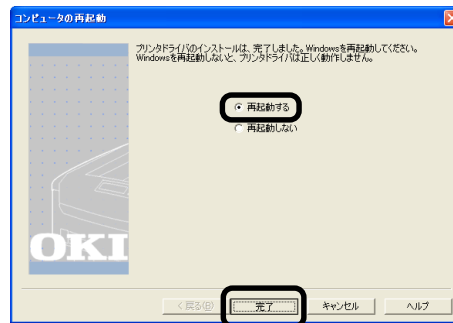 コンピュータの再起動
プリンタドライバのインストールは、完了しました。Windowsを再起動してください。
Windowsを再起動しないと、プリンタドライバは正しく動作しません。
再起動する
再起動しない
OKI
< 戻る(B)
完了
キャンセル
ヘルプ